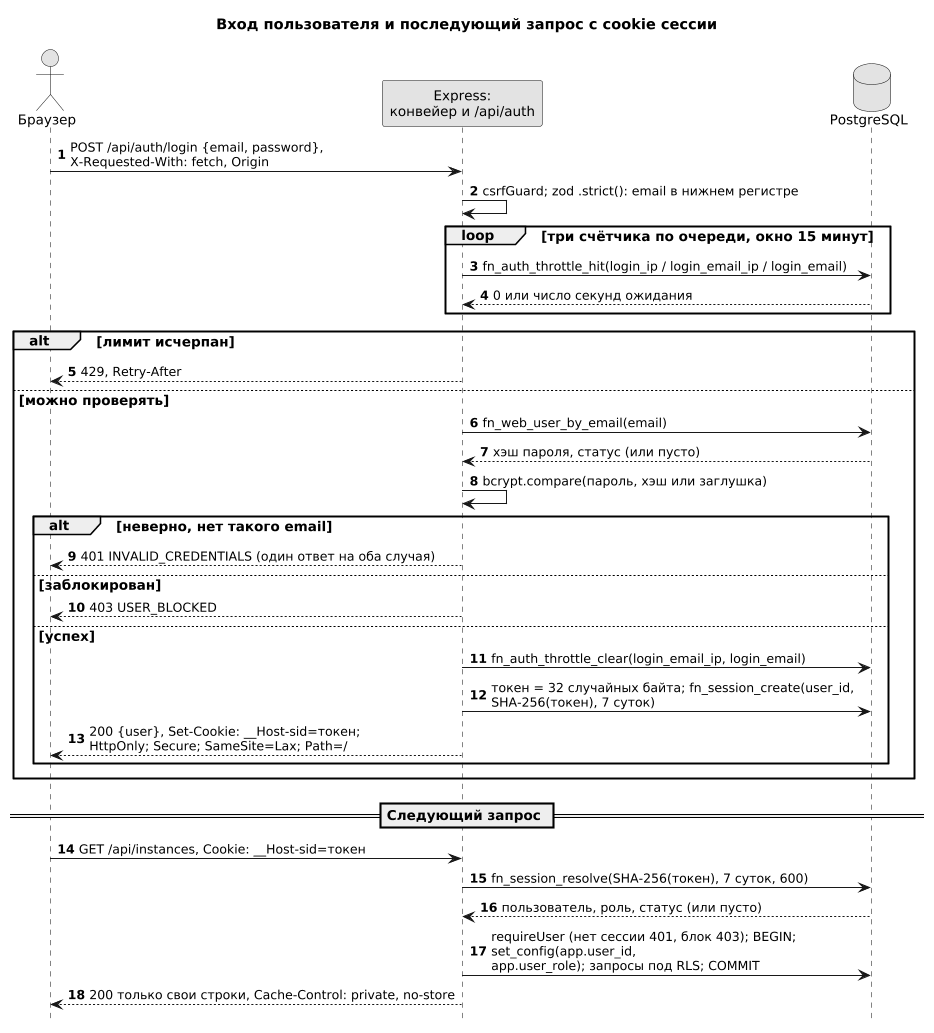 Вход пользователя и последующий запрос с cookie сессии
Браузер
Express:
конвейер и /api/auth
PostgreSQL
1 POST /api/auth/login {email, password},
X-Requested-With: fetch, Origin
2 csrfGuard; zod .strict(): email в нижнем регистре
loop [три счётчика по очереди, окно 15 минут]
3 fn_auth_throttle_hit(login_ip / login_email_ip / login_email)
4 0 или число секунд ожидания
alt [лимит исчерпан]
5 429, Retry-After
[можно проверять]
6 fn_web_user_by_email(email)
7 хэш пароля, статус (или пусто)
8 bcrypt.compare(пароль, хэш или заглушка)
alt [неверно, нет такого email]
9 401 INVALID_CREDENTIALS (один ответ на оба случая)
[заблокирован]
10 403 USER_BLOCKED
[успех]
11 fn_auth_throttle_clear(login_email_ip, login_email)
12 токен = 32 случайных байта; fn_session_create(user_id,
SHA-256(токен), 7 суток)
13 200 {user}, Set-Cookie: __Host-sid=токен;
HttpOnly; Secure; SameSite=Lax; Path=/
Следующий запрос
14 GET /api/instances, Cookie: __Host-sid=токен
15 fn_session_resolve(SHA-256(токен), 7 суток, 600)
16 пользователь, роль, статус (или пусто)
17 requireUser (нет сессии 401, блок 403); BEGIN;
set_config(app.user_id,
app.user_role); запросы под RLS; COMMIT
18 200 только свои строки, Cache-Control: private, no-store